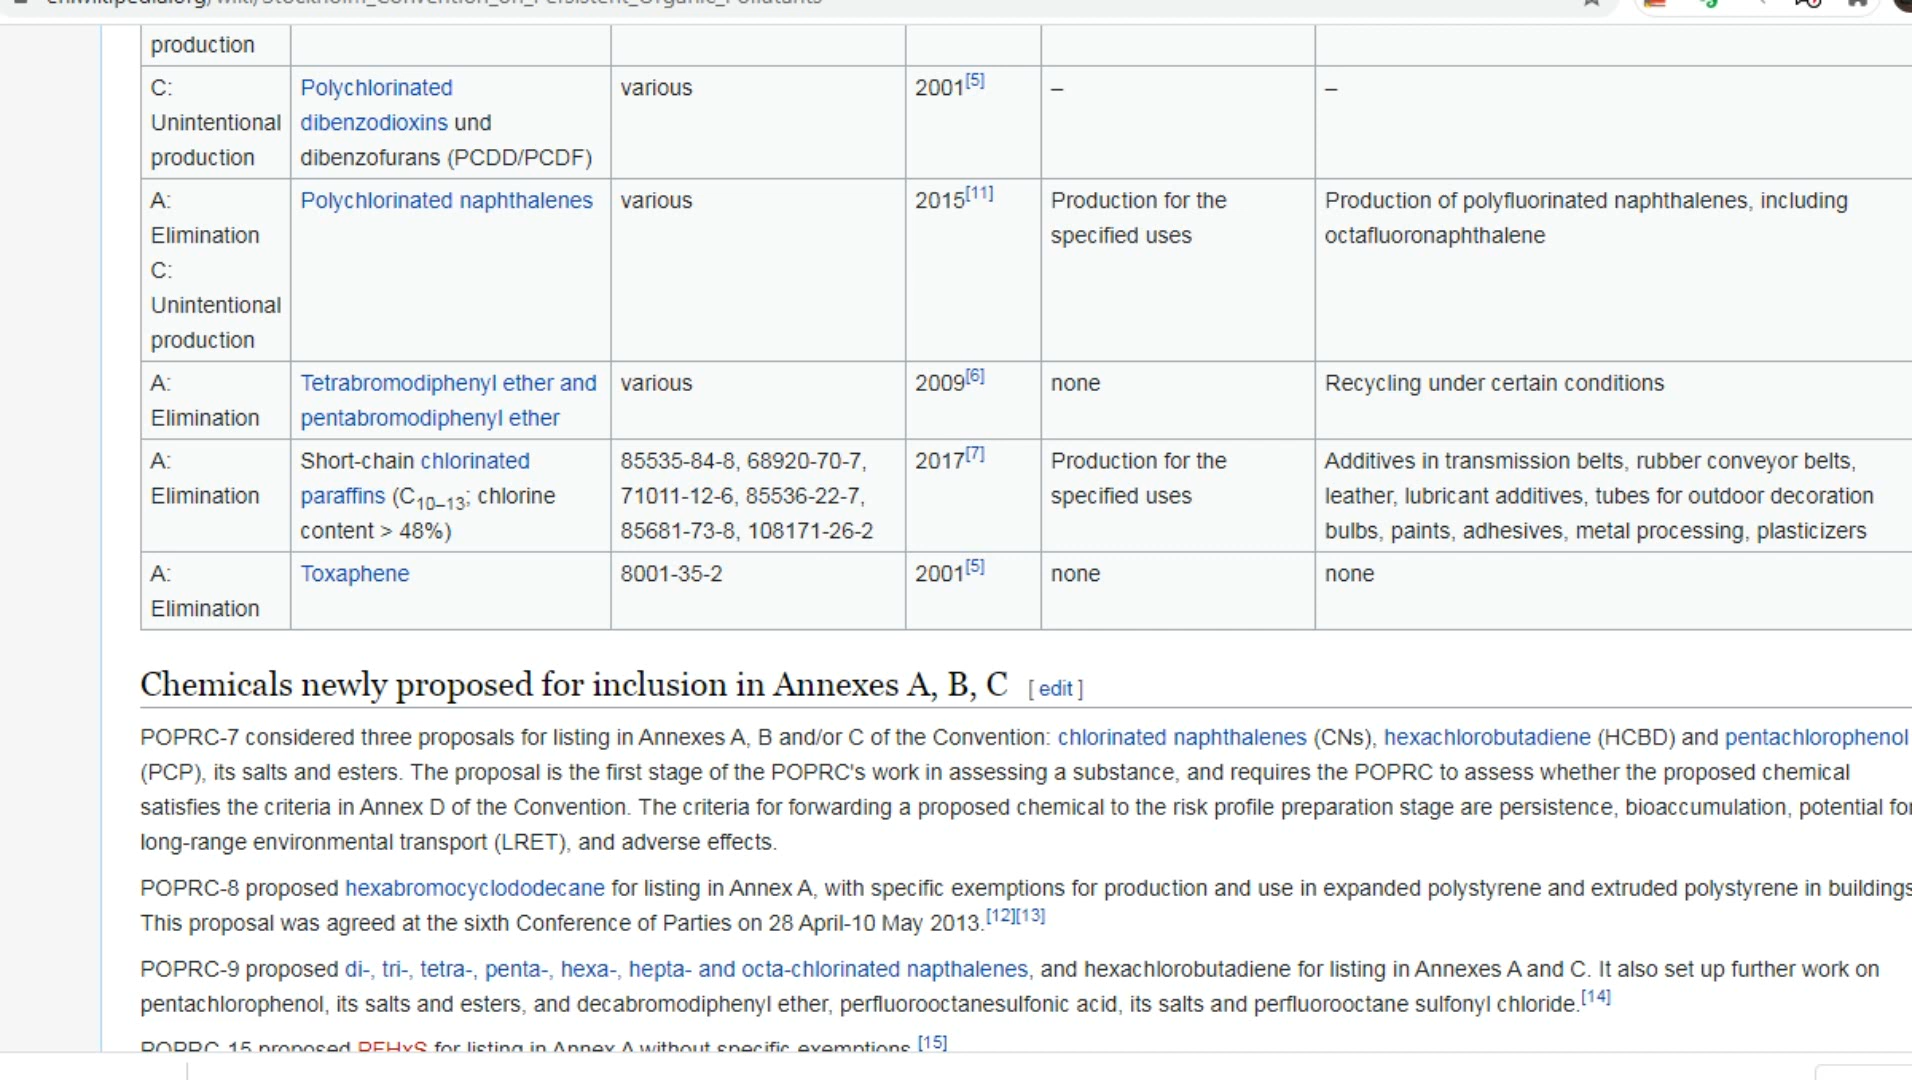 production
C: Unintentional production Polychlorinated dibenzodioxins und dibenzofurans (PCDD/PCDF) various 2001[5] – –
A: Elimination C: Unintentional production Polychlorinated naphthalenes various 2015[11] Production for the specified uses Production of polyfluorinated naphthalenes, including octafluoronaphthalene
A: Elimination Tetrabromodiphenyl ether and pentabromodiphenyl ether various 2009[6] none Recycling under certain conditions
A: Elimination Short-chain chlorinated paraffins (C10–13; chlorine content > 48%) 85535-84-8, 68920-70-7, 71011-12-6, 85536-22-7, 85681-73-8, 108171-26-2 2017[7] Production for the specified uses Additives in transmission belts, rubber conveyor belts, leather, lubricant additives, tubes for outdoor decoration bulbs, paints, adhesives, metal processing, plasticizers
A: Elimination Toxaphene 8001-35-2 2001[5] none none
Chemicals newly proposed for inclusion in Annexes A, B, C [ edit ]
POPRC-7 considered three proposals for listing in Annexes A, B and/or C of the Convention: chlorinated naphthalenes (CNs), hexachlorobutadiene (HCBD) and pentachlorophenol
(PCP), its salts and esters. The proposal is the first stage of the POPRC's work in assessing a substance, and requires the POPRC to assess whether the proposed chemical
satisfies the criteria in Annex D of the Convention. The criteria for forwarding a proposed chemical to the risk profile preparation stage are persistence, bioaccumulation, potential for
long-range environmental transport (LRET), and adverse effects.
POPRC-8 proposed hexabromocyclododecane for listing in Annex A, with specific exemptions for production and use in expanded polystyrene and extruded polystyrene in buildings
This proposal was agreed at the sixth Conference of Parties on 28 April-10 May 2013.[12][13]
POPRC-9 proposed di-, tri-, tetra-, penta-, hexa-, hepta- and octa-chlorinated napthalenes, and hexachlorobutadiene for listing in Annexes A and C. It also set up further work on
pentachlorophenol, its salts and esters, and decabromodiphenyl ether, perfluorooctanesulfonic acid, its salts and perfluorooctane sulfonyl chloride.[14]
POPRC-15 proposed PFHxS for listing in Annex A without specific exemptions.[15]